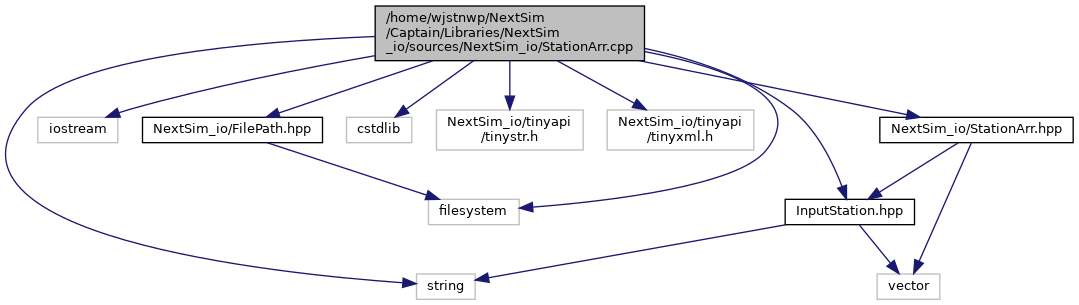 /home/wjstnwp/NextSim
/Captain/Libraries/NextSim
_io/sources/NextSim_io/StationArr.cpp
iostream
NextSim_io/FilePath.hpp
cstdlib
NextSim_io/tinyapi
/tinystr.h
NextSim_io/tinyapi
/tinyxml.h
NextSim_io/StationArr.hpp
filesystem
InputStation.hpp
string
vector